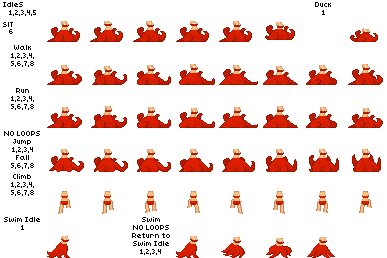 IdleS
1,2,3,4,5
Duck
1
SIT
6
Walk
1,2,3,4,
5,6,7,8
Run
1,2,3,4,
5,6,7,8
NO LOOPS
Jump
1,2,3,4
Fall
5,6,7,8
Climb
1,2,3,4,
5,6,7,8
Swim Idle
1
Swim
NO LOOPS
Return to
Swim Idle
1,2,3,4